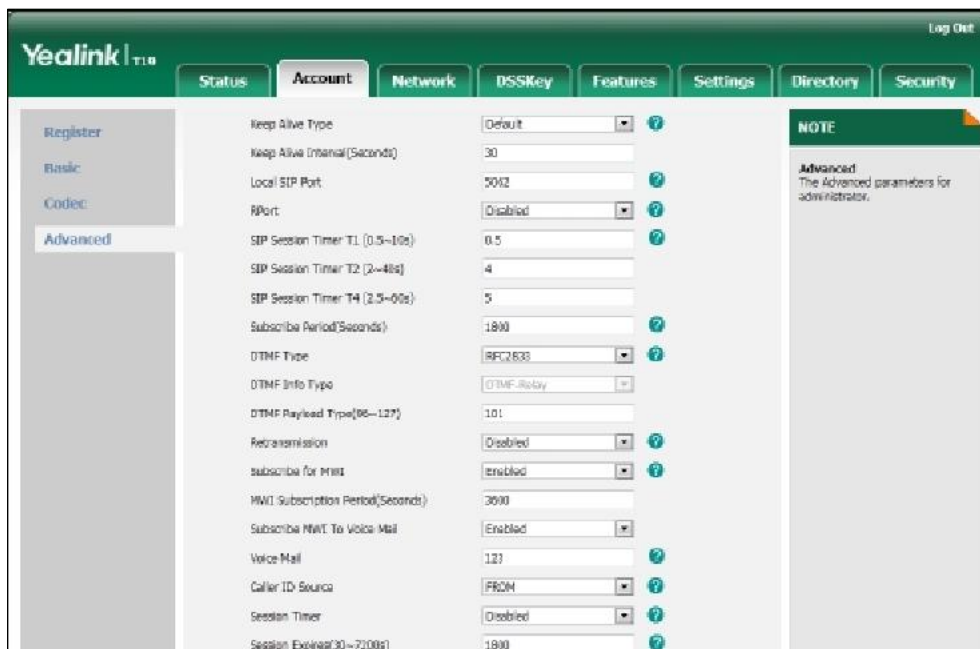 Log Out
Yealink
Status Account Network DSSKey Features Settings Directory Security
Register
Basic
Codec
Advanced
Keep Alive Type Default
Keep Alive Interval(Seconds) 30
Local SIP Port 5062
RPort Disabled
SIP Session Timer T1 (0.5~10s) 0.5
SIP Session Timer T2 (2~40s) 4
SIP Session Timer T4 (2.5~60s) 5
Subscribe Period(Seconds) 1800
DTMF Type RFC2833
DTMF Info Type DTMF-Relay
DTMF Payload Type(96~127) 101
Retransmission Disabled
Subscribe for MWI Enabled
MWI Subscription Period(Seconds) 3600
Subscribe MWI To Voice Mail Enabled
Voice Mail 123
Caller ID Source FROM
Session Timer Disabled
Session Expires(30~7200s) 1800
NOTE
Advanced
The Advanced parameters for
administrator.